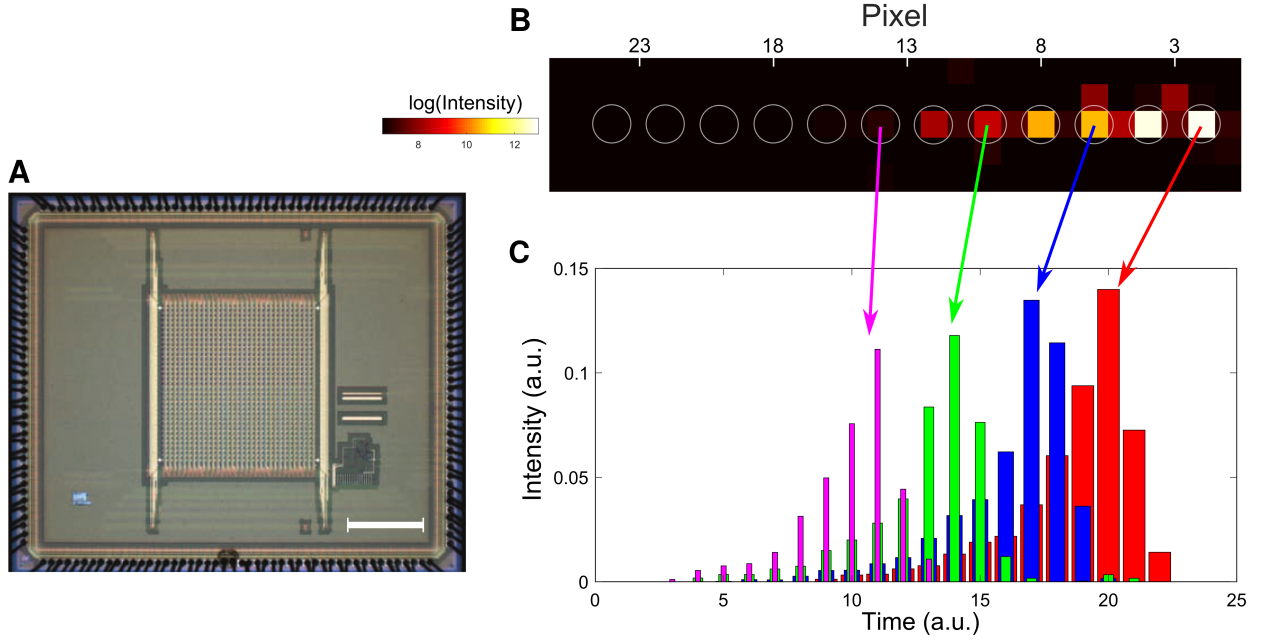 B
Pixel
23 18 13 8 3
log(Intensity)
8 10 12
A
C
0.15
0.1
0.05
0
Intensity (a.u.)
0 5 10 15 20 25
Time (a.u.)